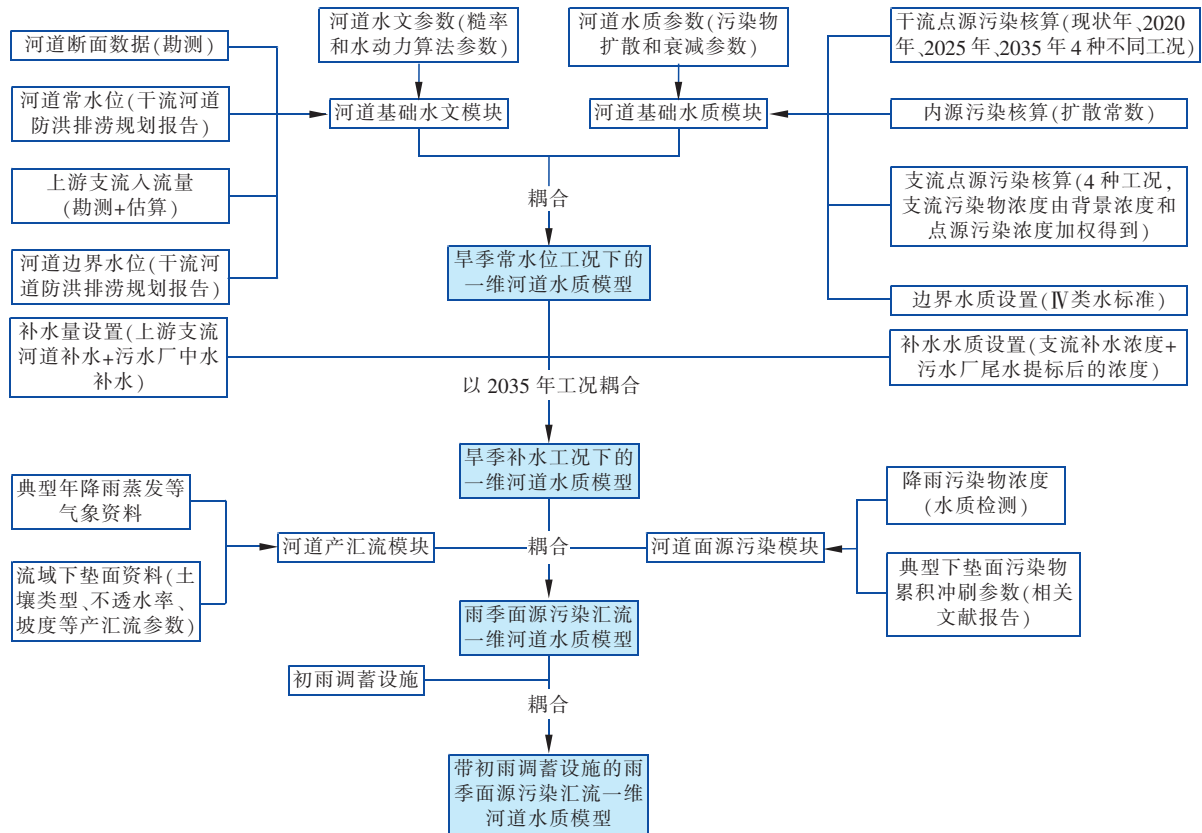 河道断面数据(勘测)
河道常水位(干流河道
防洪排涝规划报告)
上游支流入流量
(勘测+估算)
河道边界水位(干流河
道防洪排涝规划报告)
河道水文参数(糙率
和水动力算法参数)
河道水质参数(污染物
扩散和衰减参数)
河道基础水文模块
河道基础水质模块
干流点源污染核算(现状年、2020
年、2025年、2035年4种不同工况)
内源污染核算(扩散常数)
支流点源污染核算(4种工况,
支流污染物浓度由背景浓度和
点源污染浓度加权得到)
边界水质设置(Ⅳ类水标准)
耦合
旱季常水位工况下的
一维河道水质模型
补水量设置(上游支流
河道补水+污水厂中水
补水)
补水水质设置(支流补水浓度+
污水厂尾水提标后的浓度)
以2035年工况耦合
旱季补水工况下的
一维河道水质模型
典型年降雨蒸发等
气象资料
流域下垫面资料(土
壤类型、不透水率、
坡度等产汇流参数)
河道产汇流模块
耦合
河道面源污染模块
降雨污染物浓度
(水质检测)
典型下垫面污染物
累积冲刷参数(相关
文献报告)
雨季面源污染汇流
一维河道水质模型
初雨调蓄设施
耦合
带初雨调蓄设施的雨
季面源污染汇流一维
河道水质模型